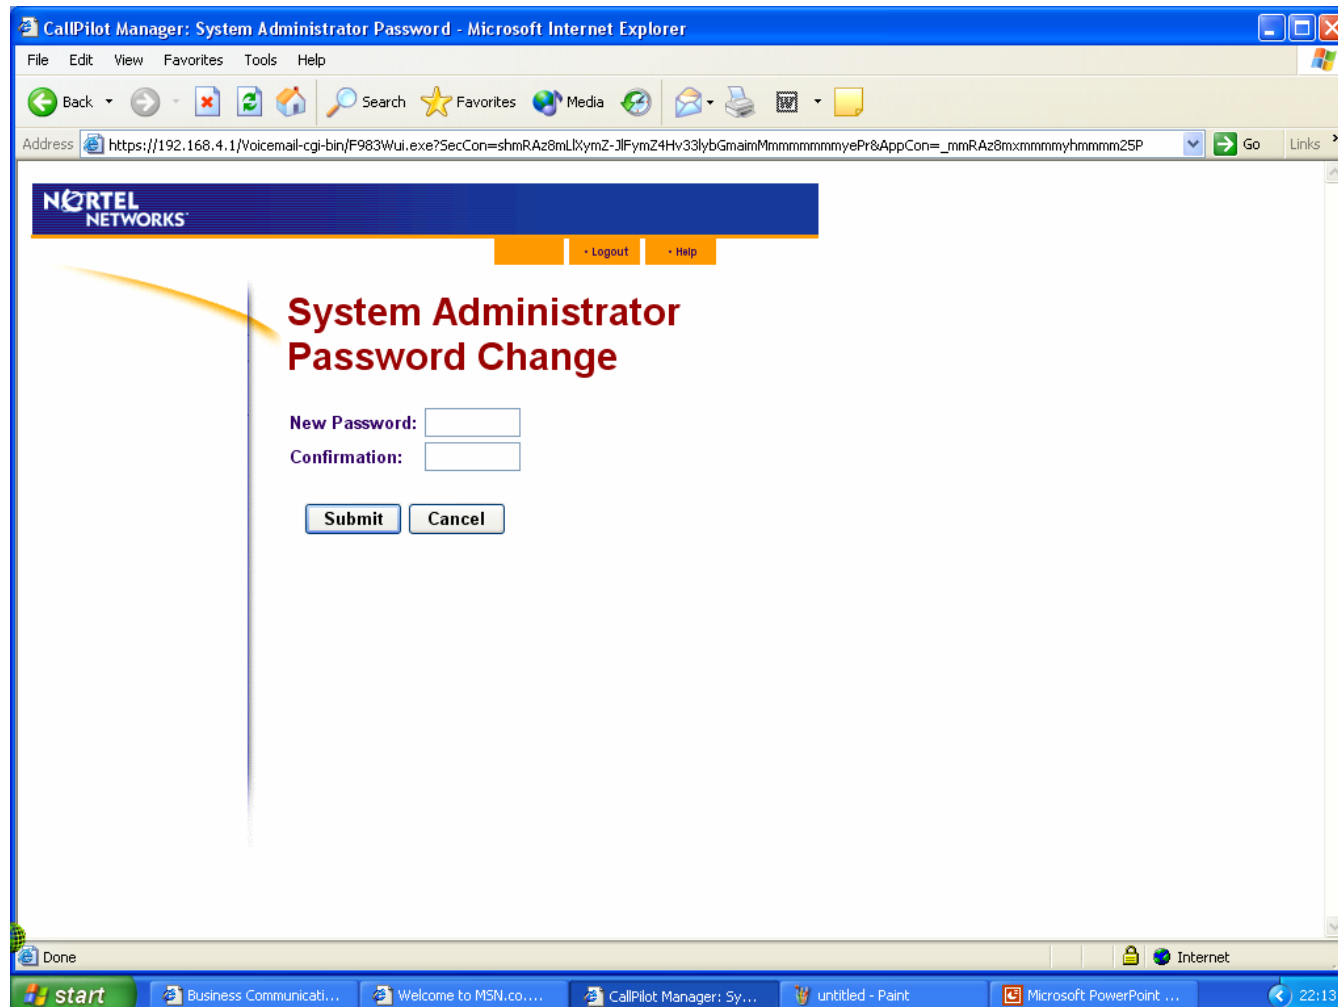 CallPilot Manager: System Administrator Password - Microsoft Internet Explorer
File Edit View Favorites Tools Help
Back Search Favorites Media
Address https://192.168.4.1/Voicemail-cgi-bin/F983Wui.exe?SecCon=shmRAz8mLlXymZ-JlFymZ4Hv33lybGmaimMmmmmmmmyePr&AppCon=_mmRAz8mxmmmmyhmmmm25P Go Links
NORTEL
NETWORKS
• Logout • Help
System Administrator
Password Change
New Password:
Confirmation:
Submit Cancel
Done Internet
start Business Communicati... Welcome to MSN.co.... CallPilot Manager: Sy... untitled - Paint Microsoft PowerPoint ... 22:13